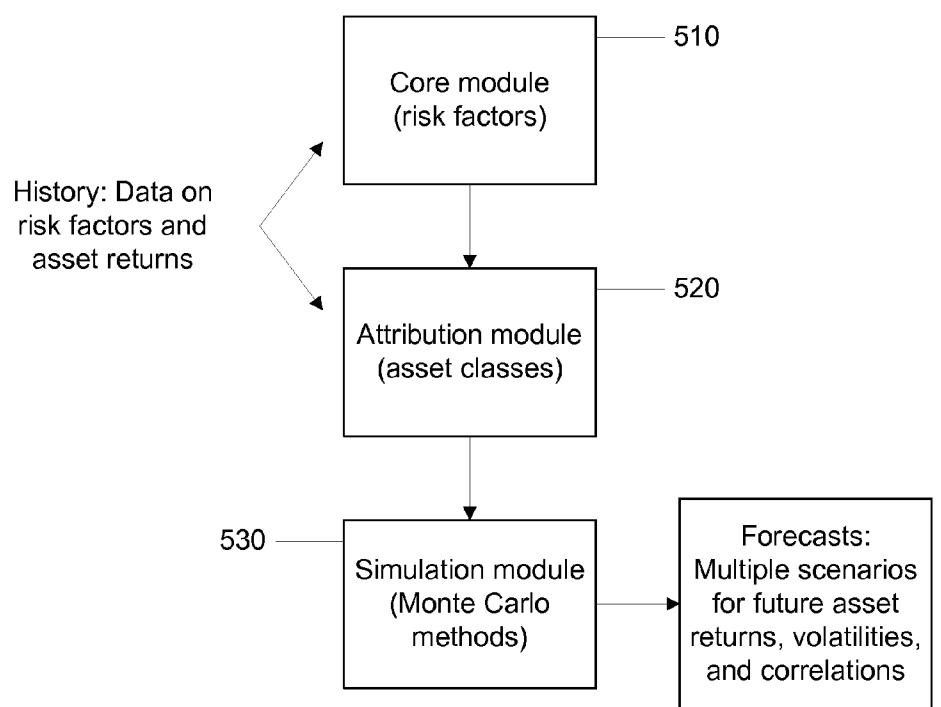 510
Core module
(risk factors)
History: Data on
risk factors and
asset returns
520
Attribution module
(asset classes)
530
Simulation module
(Monte Carlo
methods)
Forecasts:
Multiple scenarios
for future asset
returns, volatilities,
and correlations